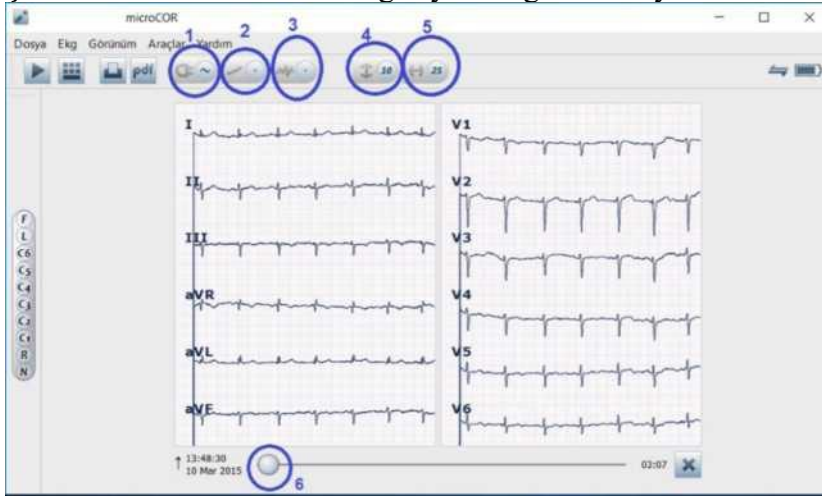 microCOR
Dosya Ekg Görünüm Araçlar Yardım
1 2 3 4 5
pdf 10 25
I V1
II V2
III V3
aVR V4
aVL V5
aVF V6
F
L
C6
C5
C4
C3
C2
C1
R
N
13:48:30
10 Mar 2015
03:07
6